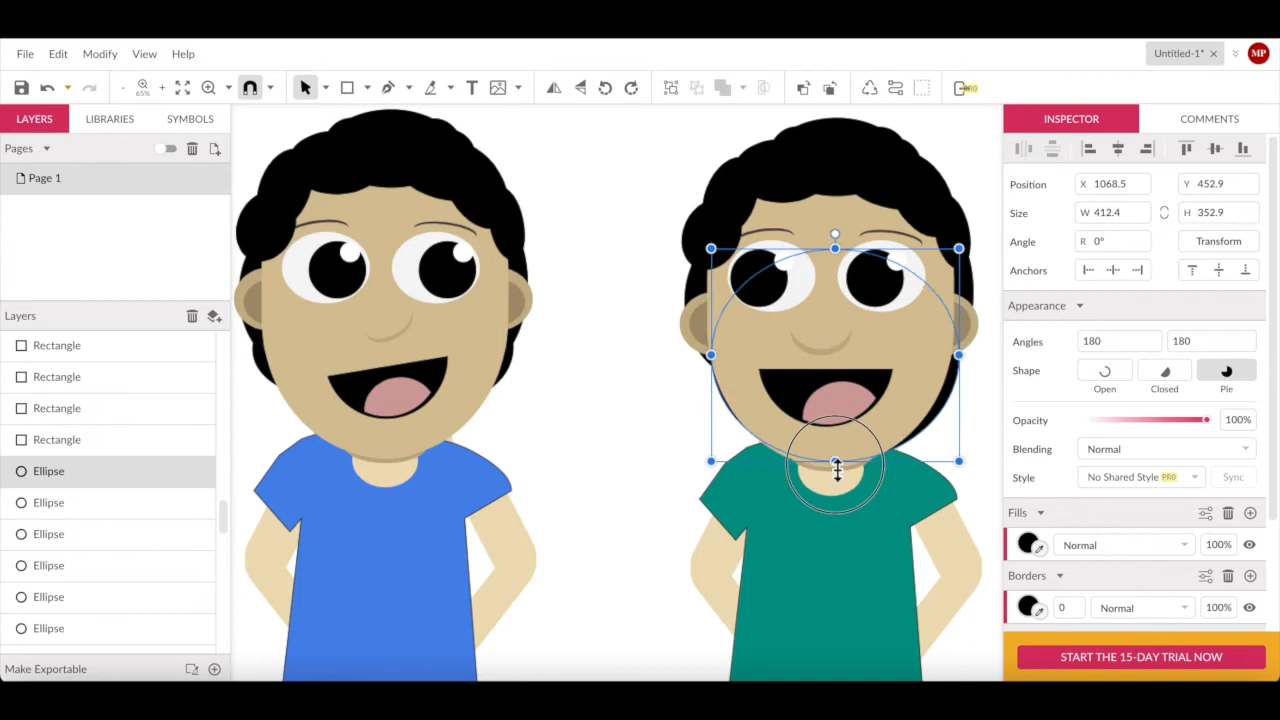 File Edit Modify View Help
Untitled-1* MP
65%
PRO
LAYERS LIBRARIES SYMBOLS
INSPECTOR COMMENTS
Pages
Page 1
Position X 1068.5 Y 452.9
Size W 412.4 H 352.9
Angle R 0° Transform
Anchors
Appearance
Layers
Rectangle
Rectangle
Rectangle
Rectangle
Ellipse
Ellipse
Ellipse
Ellipse
Ellipse
Ellipse
Make Exportable
Angles 180 180
Shape
Open Closed Pie
Opacity 100%
Blending Normal
Style No Shared Style PRO Sync
Fills
Normal 100%
Borders
0 Normal 100%
START THE 15-DAY TRIAL NOW